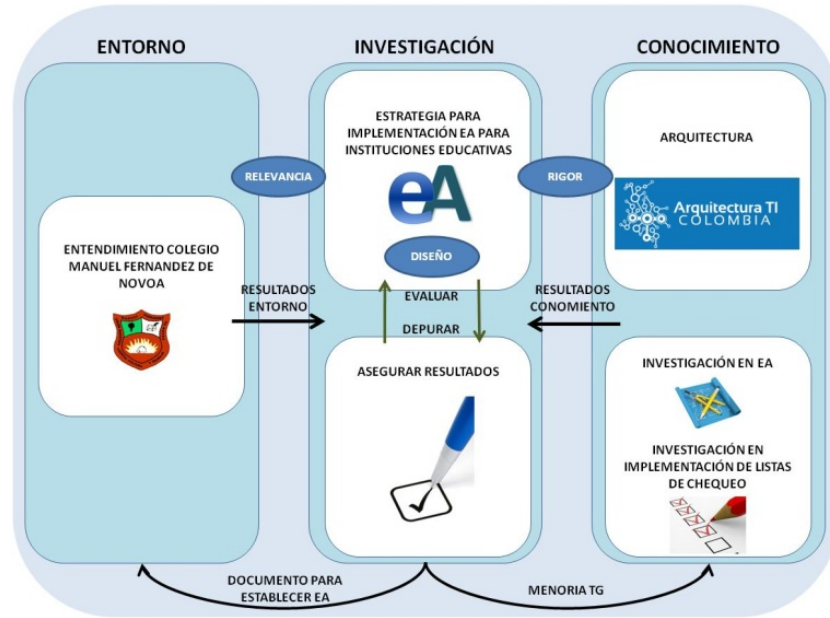 ENTORNO
INVESTIGACIÓN
CONOCIMIENTO
ESTRATEGIA PARA
IMPLEMENTACIÓN EA PARA
INSTITUCIONES EDUCATIVAS
eA
ARQUITECTURA
Arquitectura TI
COLOMBIA
RELEVANCIA
RIGOR
DISEÑO
ENTENDIMIENTO COLEGIO
MANUEL FERNANDEZ DE
NOVOA
RESULTADOS
ENTORNO
EVALUAR
DEPURAR
RESULTADOS
CONOMIENTO
ASEGURAR RESULTADOS
INVESTIGACIÓN EN EA
INVESTIGACIÓN EN
IMPLEMENTACIÓN DE LISTAS
DE CHEQUEO
DOCUMENTO PARA
ESTABLECER EA
MENORIA TG